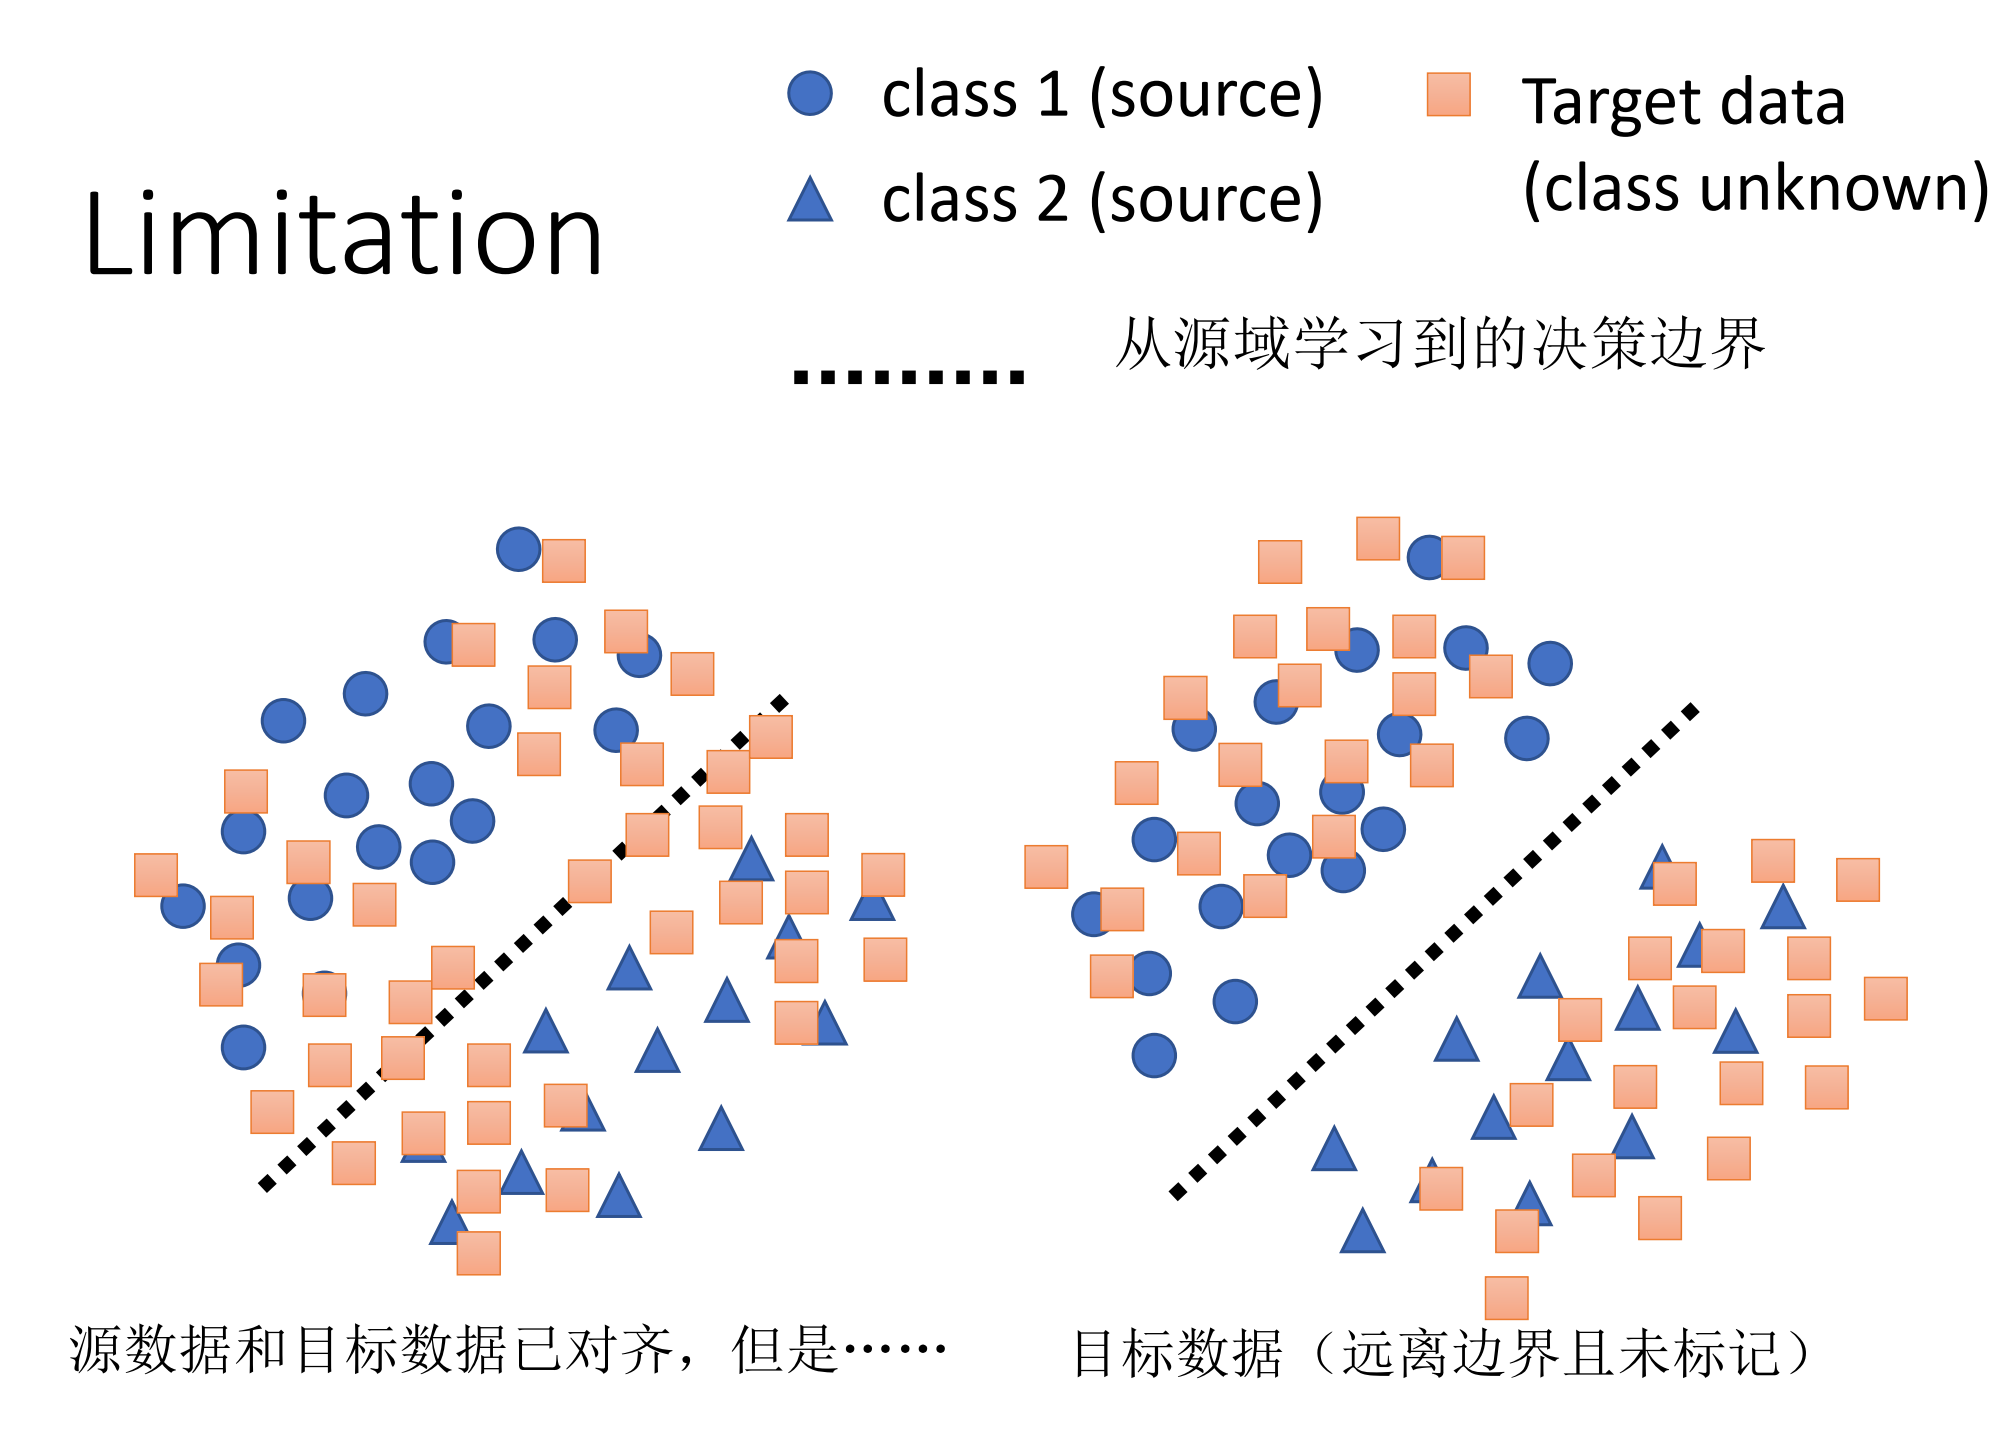 Limitation
class 1 (source)
class 2 (source)
Target data
(class unknown)
从源域学习到的决策边界
源数据和目标数据已对齐，但是……
目标数据（远离边界且未标记）